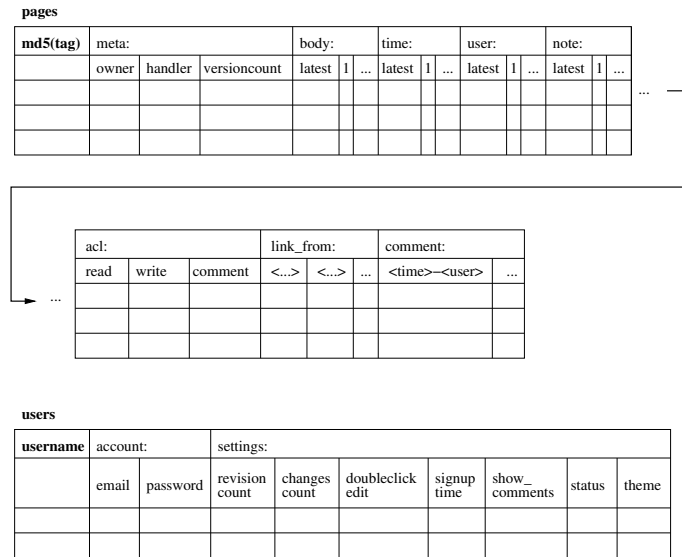 pages
md5(tag) meta: body: time: user: note:
owner handler versioncount latest 1 ... latest 1 ... latest 1 ... latest 1 ...
...
acl: link_from: comment:
read write comment <...> <...> ... <time>–<user> ...
...
users
username account: settings:
email password revision count changes count doubleclick edit signup time show_ comments status theme